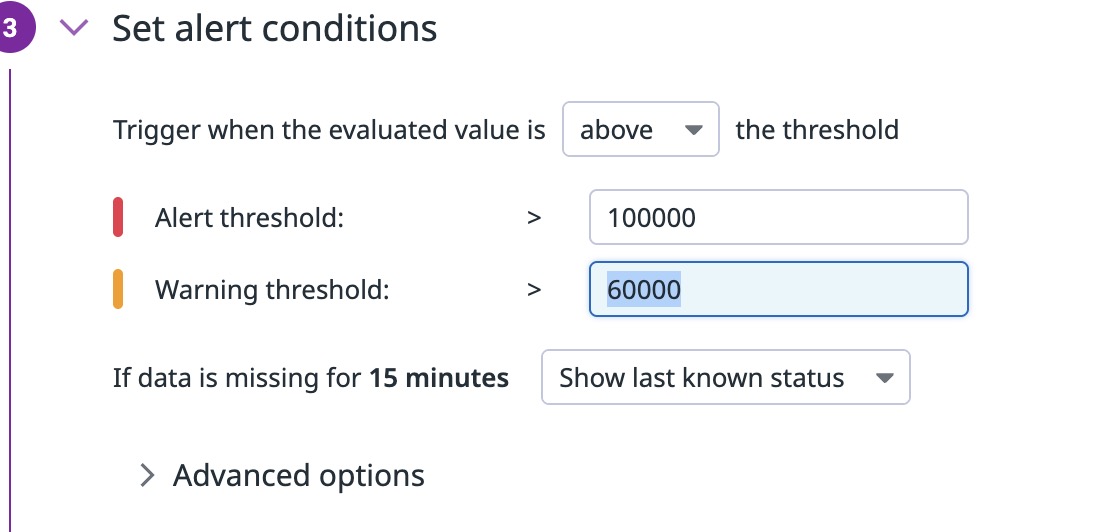 3 Set alert conditions
Trigger when the evaluated value is above the threshold
Alert threshold: > 100000
Warning threshold: > 60000
If data is missing for 15 minutes Show last known status
Advanced options